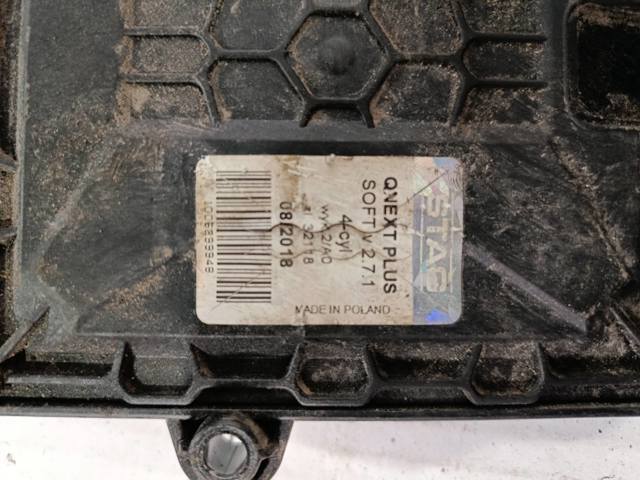 STAG
QNEXT PLUS
SOFT v 2.7.1
4-cyl
08/2018
MADE IN POLAND